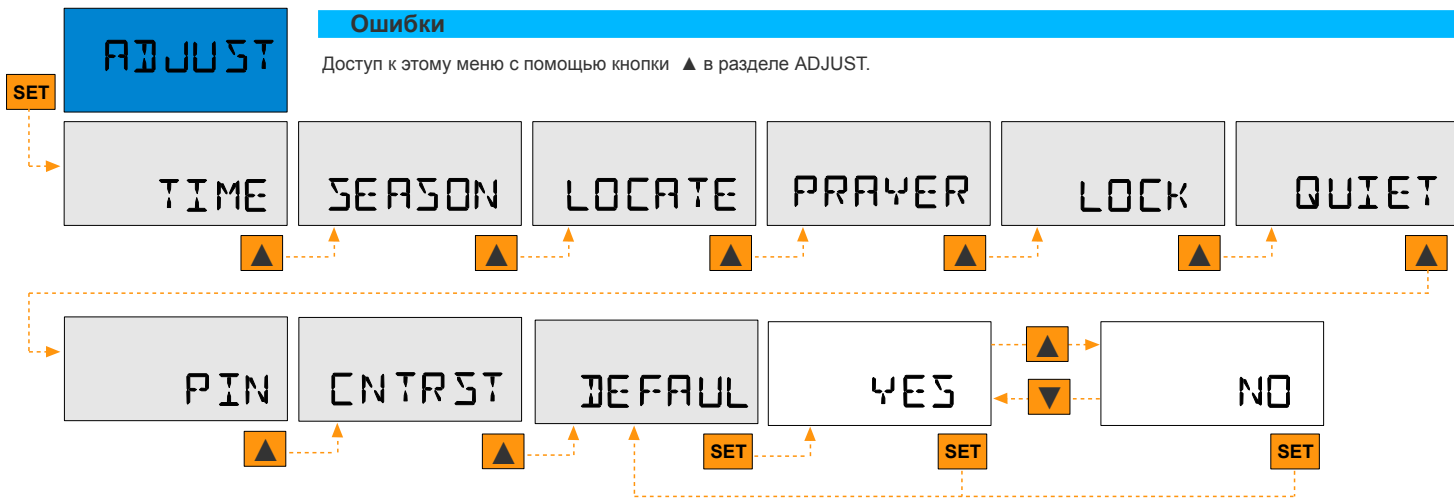 ADJUST
Ошибки
Доступ к этому меню с помощью кнопки ▲ в разделе ADJUST.
SET
TIME
SEASON
LOCATE
PRAYER
LOCK
QUIET
▲
▲
▲
▲
▲
▲
PIN
CNTRST
DEFAUL
YES
▲
▼
NO
▲
▲
SET
SET
SET